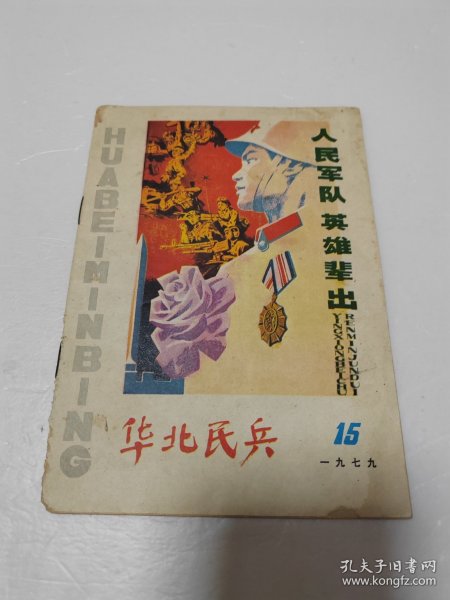 HUABEIMINBING
人民军队 英雄辈出
RENMINJUNDUI
YINGXIONGBEICHU
华北民兵
15
一九七九
孔夫子旧书网
www.kongfz.com